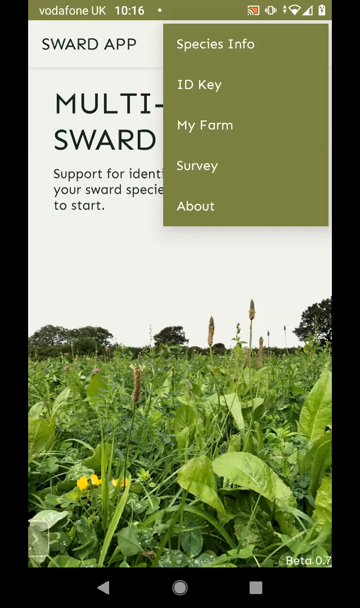 vodafone UK 10:16
SWARD APP
Species Info
ID Key
My Farm
Survey
About
MULTI-
SWARD
Support for identi
your sward specie
to start.
Beta 0.7